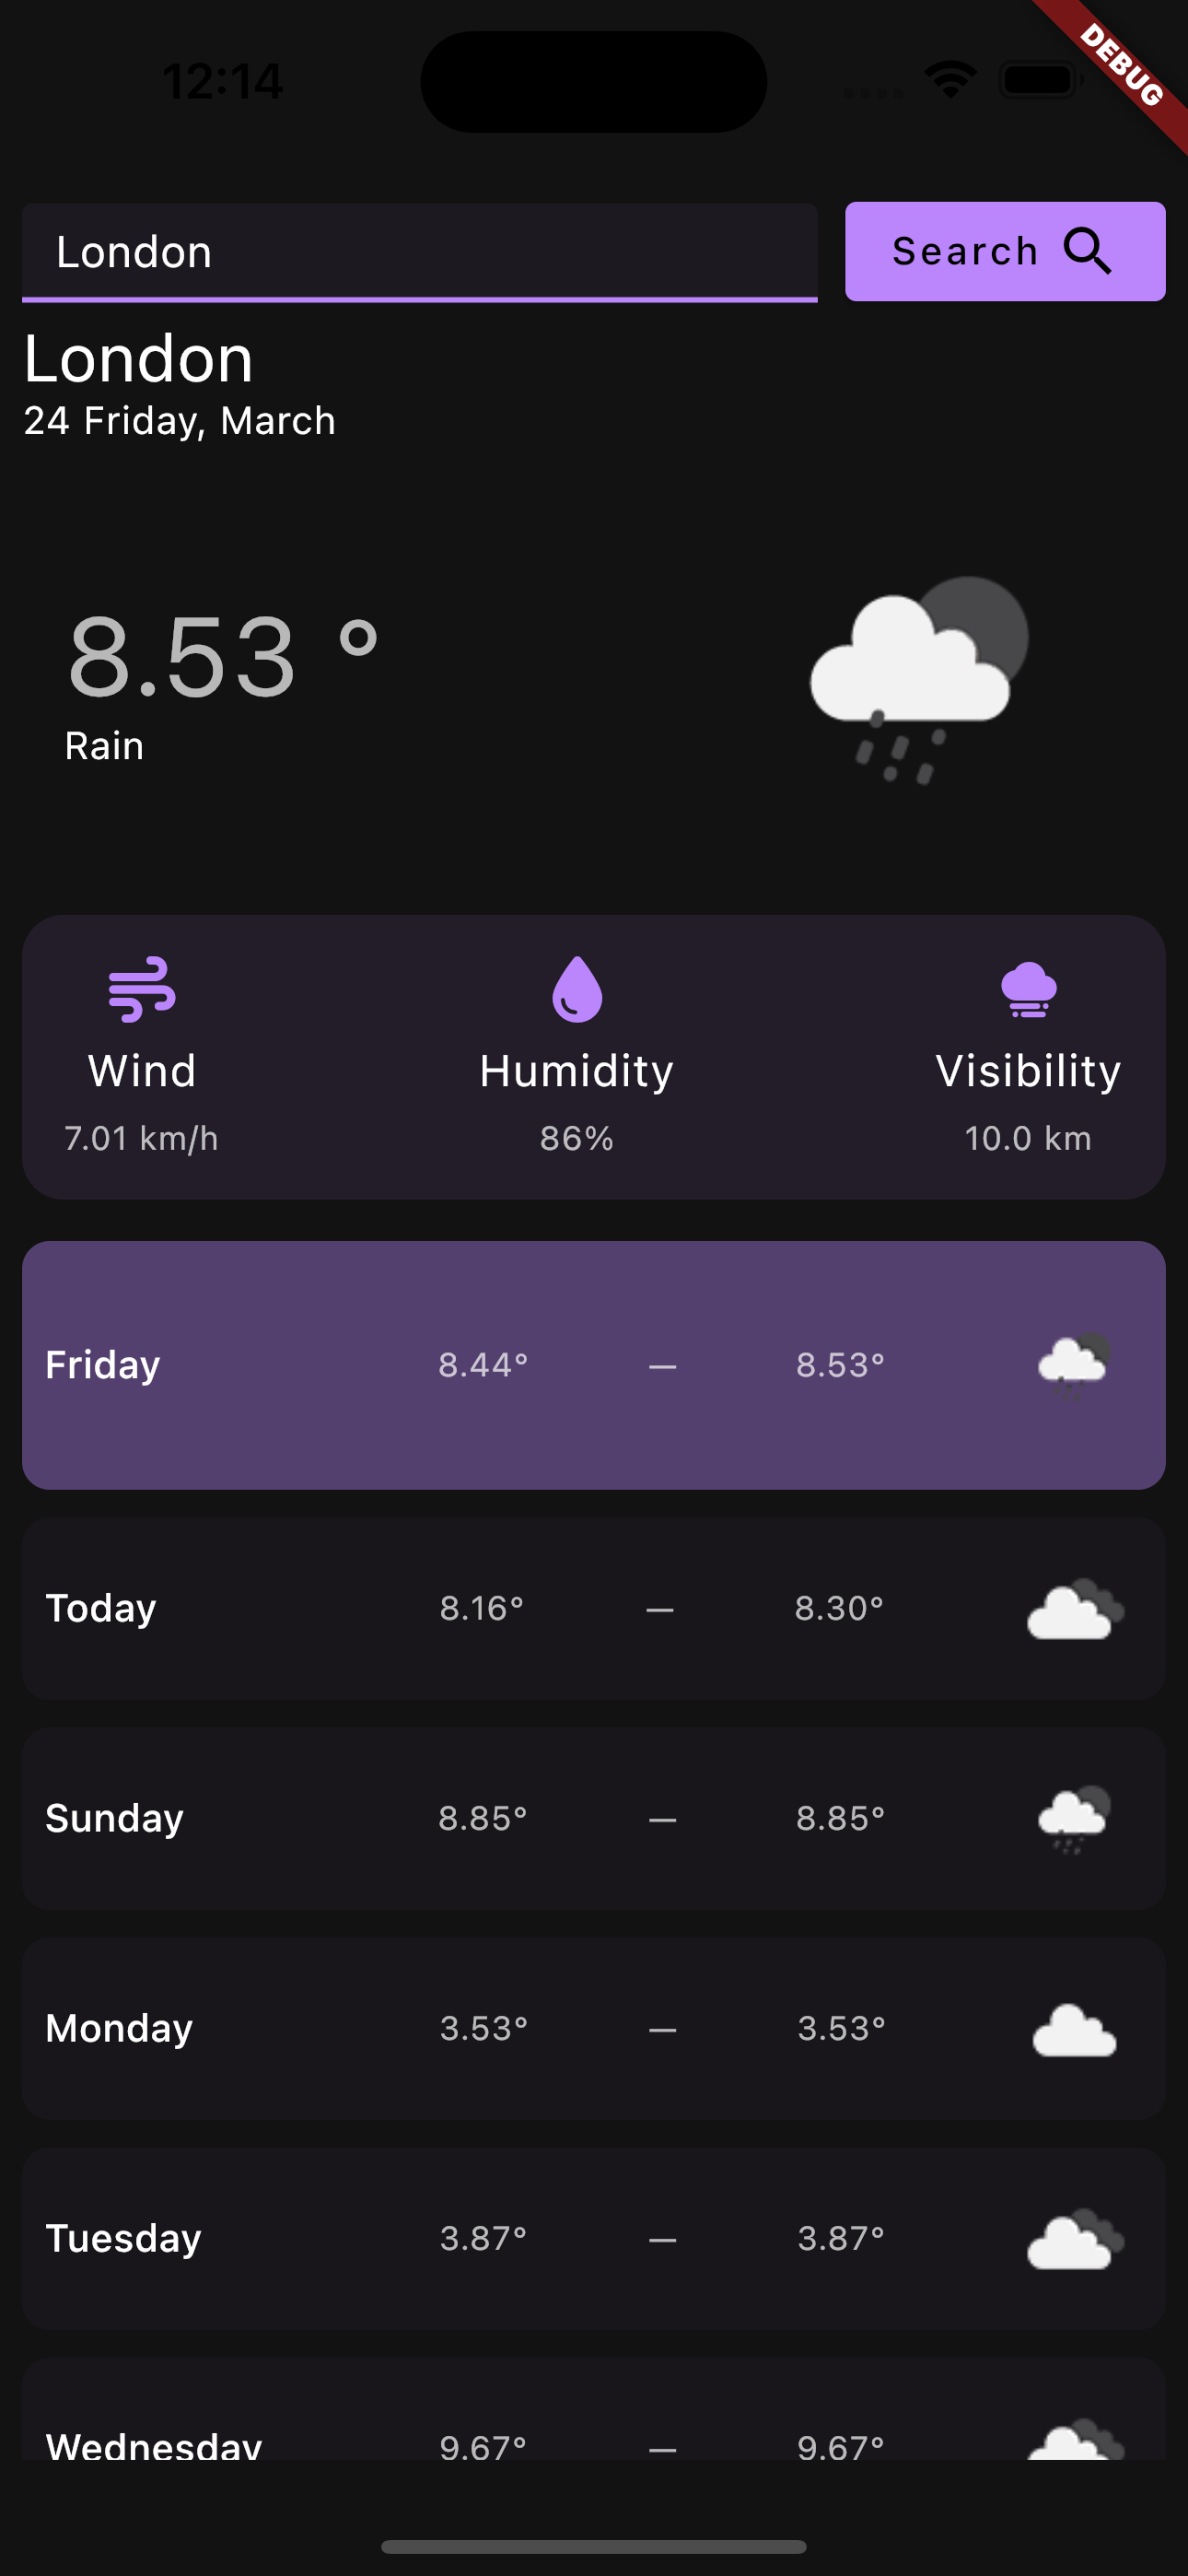 12:14
DEBUG
London
Search
London
24 Friday, March
8.53 °
Rain
Wind Humidity Visibility
7.01 km/h 86% 10.0 km
Friday 8.44° — 8.53°
Today 8.16° — 8.30°
Sunday 8.85° — 8.85°
Monday 3.53° — 3.53°
Tuesday 3.87° — 3.87°
Wednesday 9.67° — 9.67°